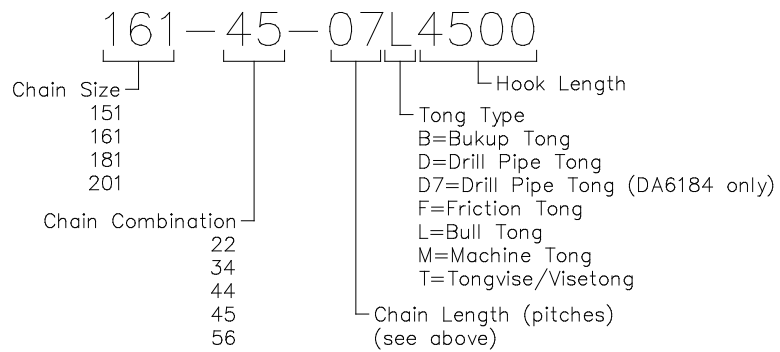 161-45-07L4500
Hook Length
Chain Size
151
161
181
201
Tong Type
B=Bukup Tong
D=Drill Pipe Tong
D7=Drill Pipe Tong (DA6184 only)
F=Friction Tong
L=Bull Tong
M=Machine Tong
T=Tongvise/Visetong
Chain Combination
22
34
44
45
56
Chain Length (pitches)
(see above)